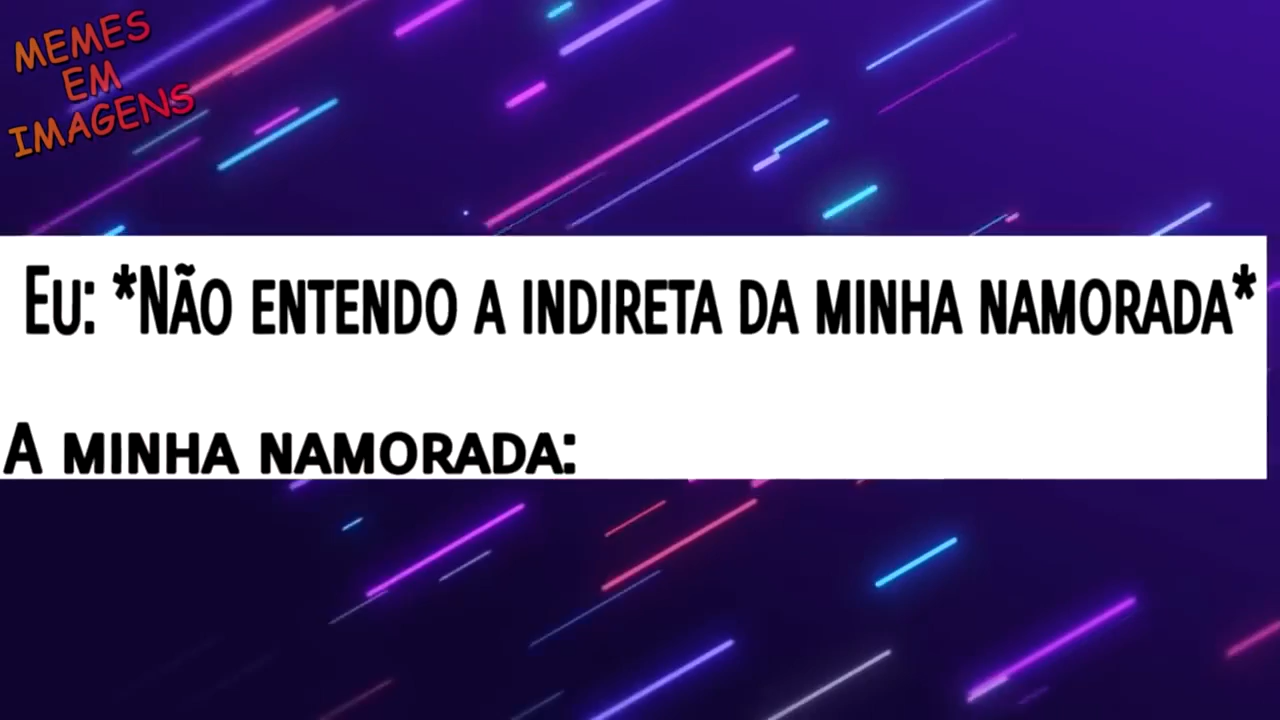 MEMES
EM
IMAGENS
Eu: *Não entendo a indireta da minha namorada*
A minha namorada: